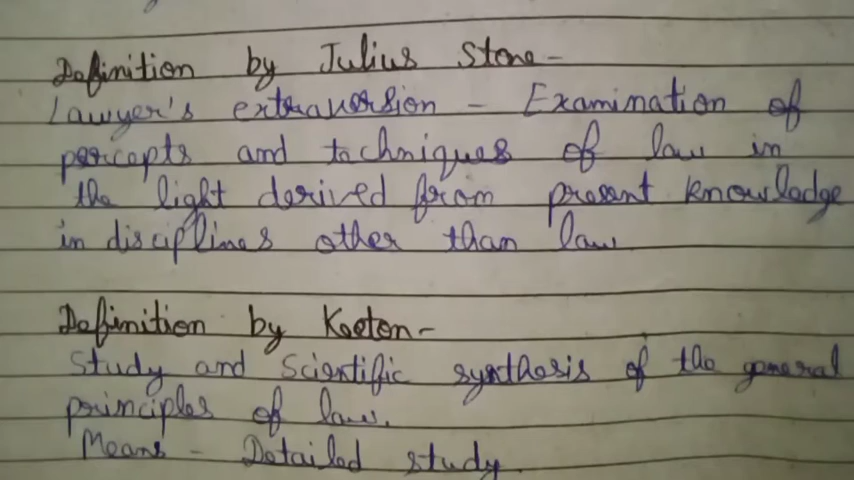 Definition by Julius Stone-
Lawyer's extraversion - Examination of
percepts and techniques of law in
the light derived from present knowledge
in disciplines other than law
Definition by Keeton-
Study and Scientific synthesis of the general
principles of law.
Means - Detailed study.